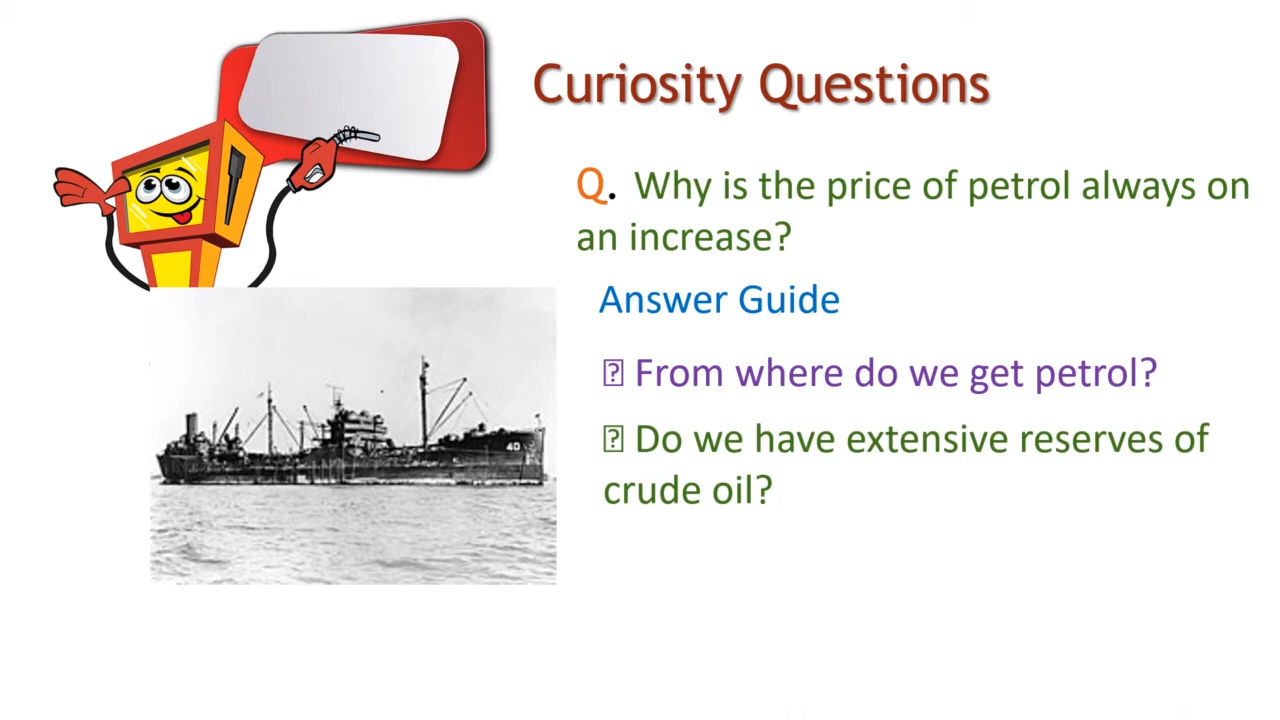 Curiosity Questions
Q. Why is the price of petrol always on
an increase?
Answer Guide
⍰ From where do we get petrol?
⍰ Do we have extensive reserves of
crude oil?
40